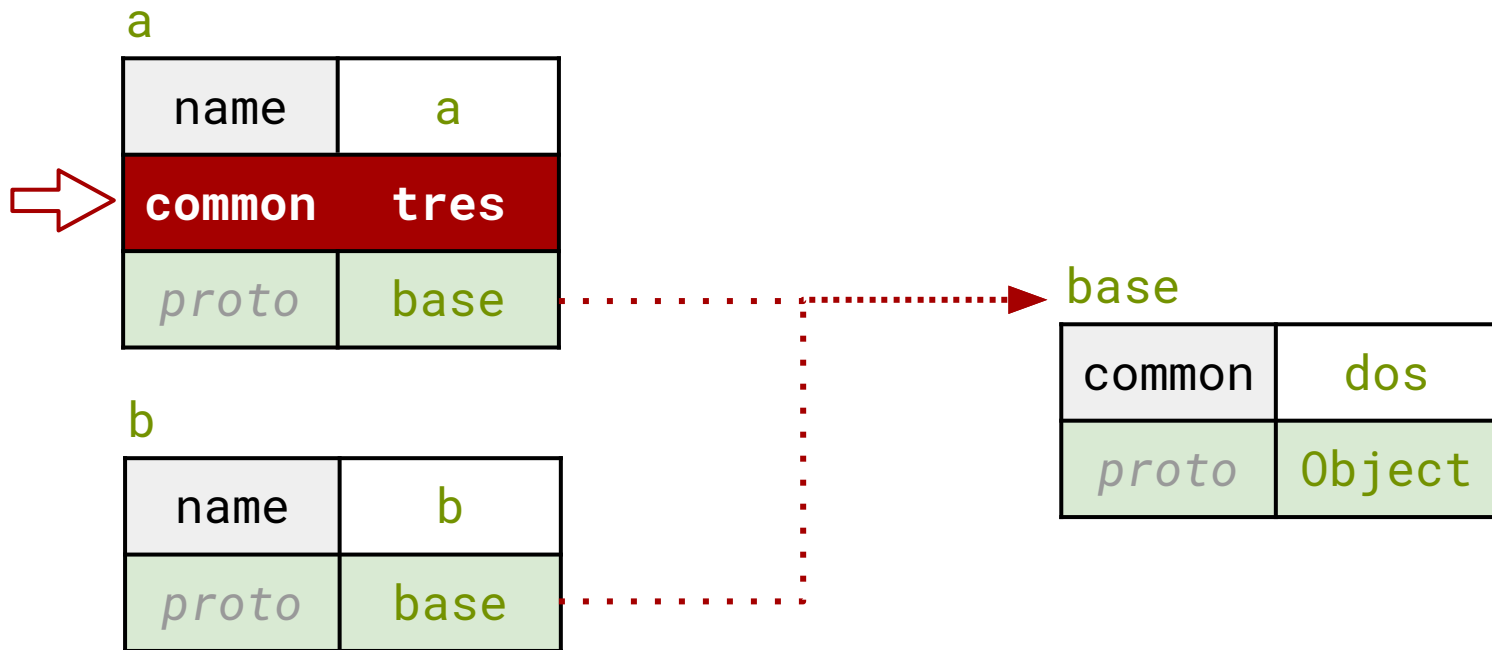 a
name a
common tres
proto base
b
name b
proto base
base
common dos
proto Object